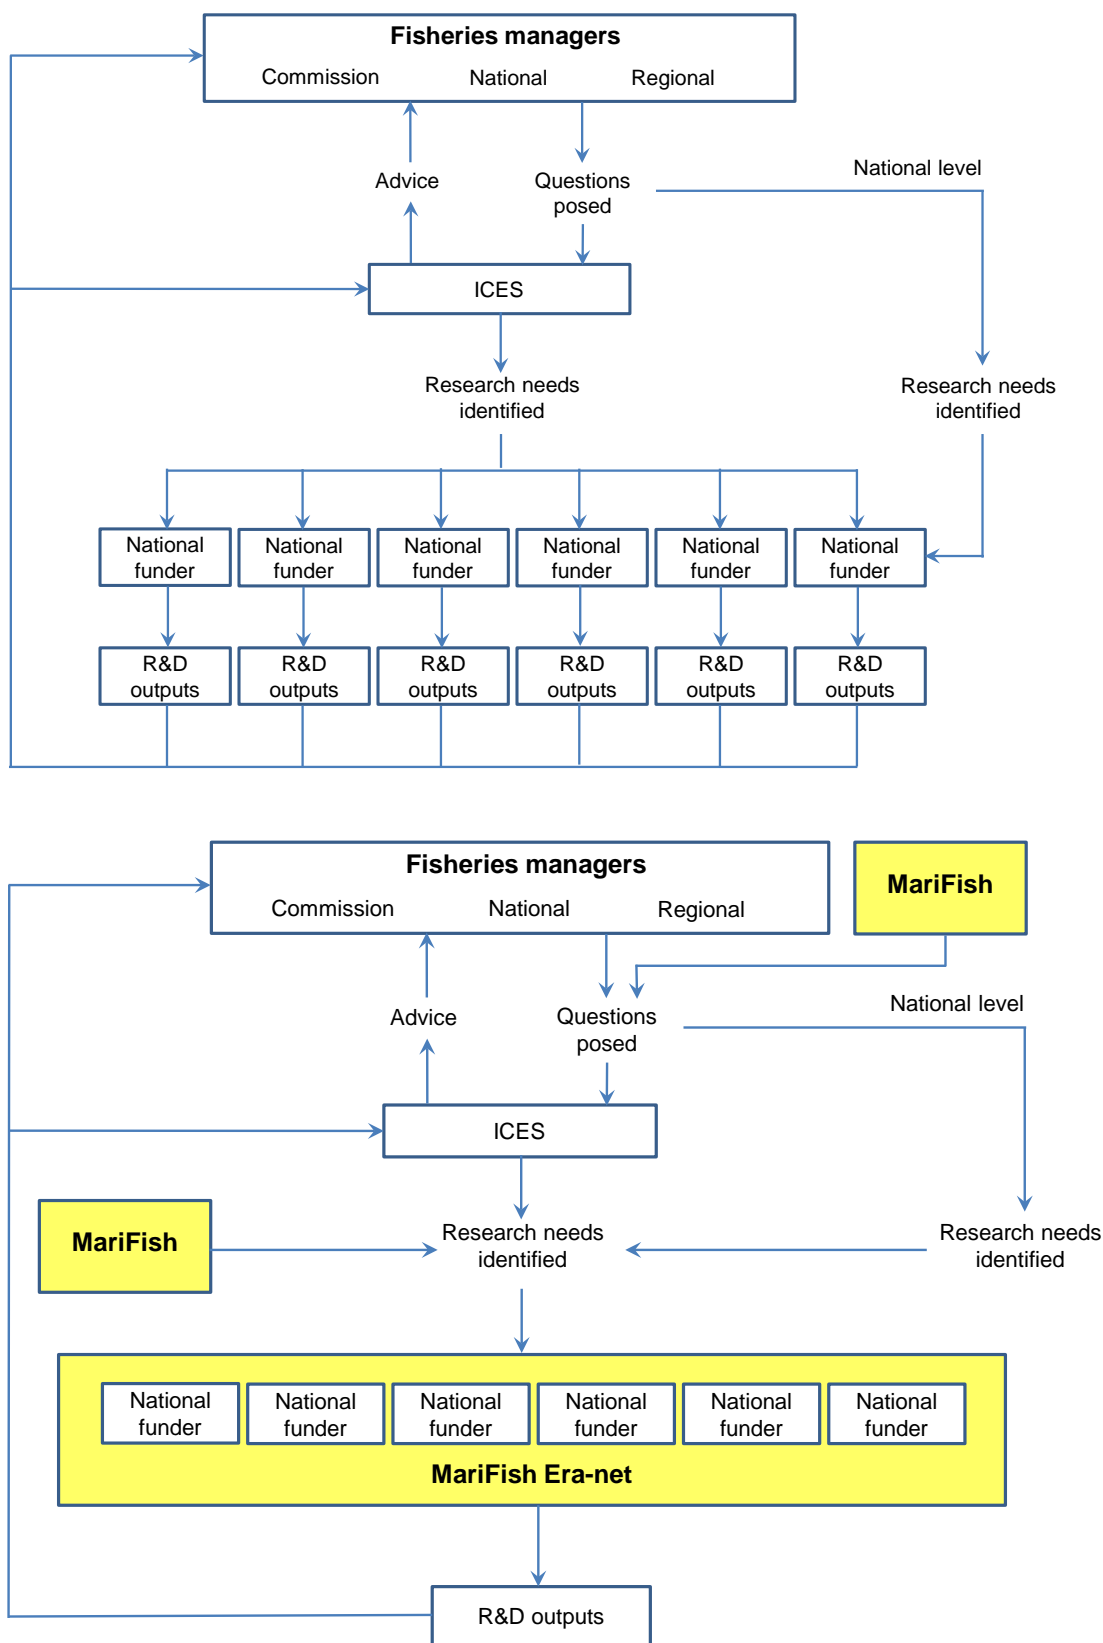 Fisheries managers
Commission National Regional
National level
Advice
Questions
posed
ICES
Research needs
identified
Research needs
identified
National
funder
National
funder
National
funder
National
funder
National
funder
National
funder
R&D
outputs
R&D
outputs
R&D
outputs
R&D
outputs
R&D
outputs
R&D
outputs
Fisheries managers
Commission National Regional
MariFish
National level
Advice
Questions
posed
ICES
MariFish
Research needs
identified
Research needs
identified
National
funder
National
funder
National
funder
National
funder
National
funder
National
funder
MariFish Era-net
R&D outputs